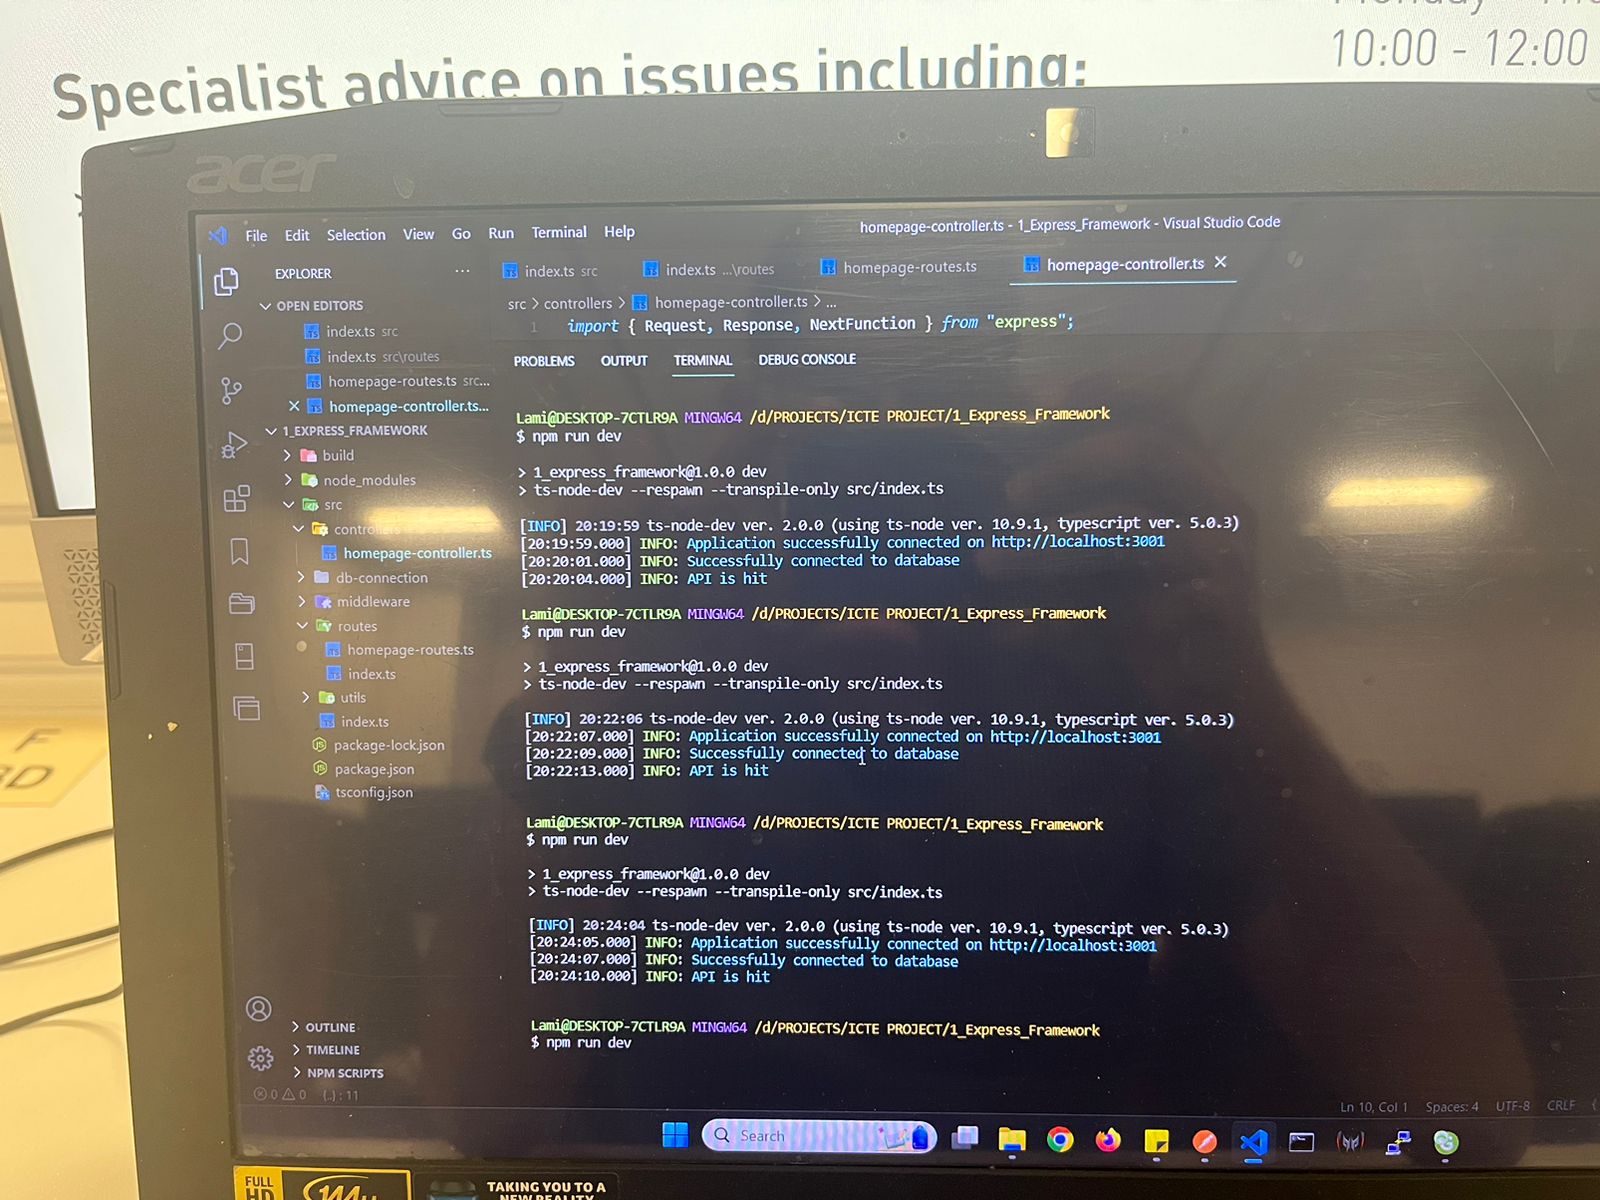 Specialist advice on issues including:
10:00 - 12:00
acer
File Edit Selection View Go Run Terminal Help
homepage-controller.ts - 1_Express_Framework - Visual Studio Code
EXPLORER ...
index.ts src
index.ts ...\routes
homepage-routes.ts
homepage-controller.ts
OPEN EDITORS
index.ts src
index.ts src\routes
homepage-routes.ts src...
homepage-controller.ts...
1_EXPRESS_FRAMEWORK
build
node_modules
src
controllers
homepage-controller.ts
db-connection
middleware
routes
homepage-routes.ts
index.ts
utils
index.ts
package-lock.json
package.json
tsconfig.json
OUTLINE
TIMELINE
NPM SCRIPTS
src > controllers > homepage-controller.ts > ...
1 import { Request, Response, NextFunction } from "express";
PROBLEMS OUTPUT TERMINAL DEBUG CONSOLE
Lami@DESKTOP-7CTLR9A MINGW64 /d/PROJECTS/ICTE PROJECT/1_Express_Framework
$ npm run dev
> 1_express_framework@1.0.0 dev
> ts-node-dev --respawn --transpile-only src/index.ts
[INFO] 20:19:59 ts-node-dev ver. 2.0.0 (using ts-node ver. 10.9.1, typescript ver. 5.0.3)
[20:19:59.000] INFO: Application successfully connected on http://localhost:3001
[20:20:01.000] INFO: Successfully connected to database
[20:20:04.000] INFO: API is hit
Lami@DESKTOP-7CTLR9A MINGW64 /d/PROJECTS/ICTE PROJECT/1_Express_Framework
$ npm run dev
> 1_express_framework@1.0.0 dev
> ts-node-dev --respawn --transpile-only src/index.ts
[INFO] 20:22:06 ts-node-dev ver. 2.0.0 (using ts-node ver. 10.9.1, typescript ver. 5.0.3)
[20:22:07.000] INFO: Application successfully connected on http://localhost:3001
[20:22:09.000] INFO: Successfully connected to database
[20:22:13.000] INFO: API is hit
Lami@DESKTOP-7CTLR9A MINGW64 /d/PROJECTS/ICTE PROJECT/1_Express_Framework
$ npm run dev
> 1_express_framework@1.0.0 dev
> ts-node-dev --respawn --transpile-only src/index.ts
[INFO] 20:24:04 ts-node-dev ver. 2.0.0 (using ts-node ver. 10.9.1, typescript ver. 5.0.3)
[20:24:05.000] INFO: Application successfully connected on http://localhost:3001
[20:24:07.000] INFO: Successfully connected to database
[20:24:10.000] INFO: API is hit
Lami@DESKTOP-7CTLR9A MINGW64 /d/PROJECTS/ICTE PROJECT/1_Express_Framework
$ npm run dev
0 0 {..} : 11
Ln 10, Col 1 Spaces: 4 UTF-8 CRLF
Search
FULL HD
TAKING YOU TO A
NEW REALITY